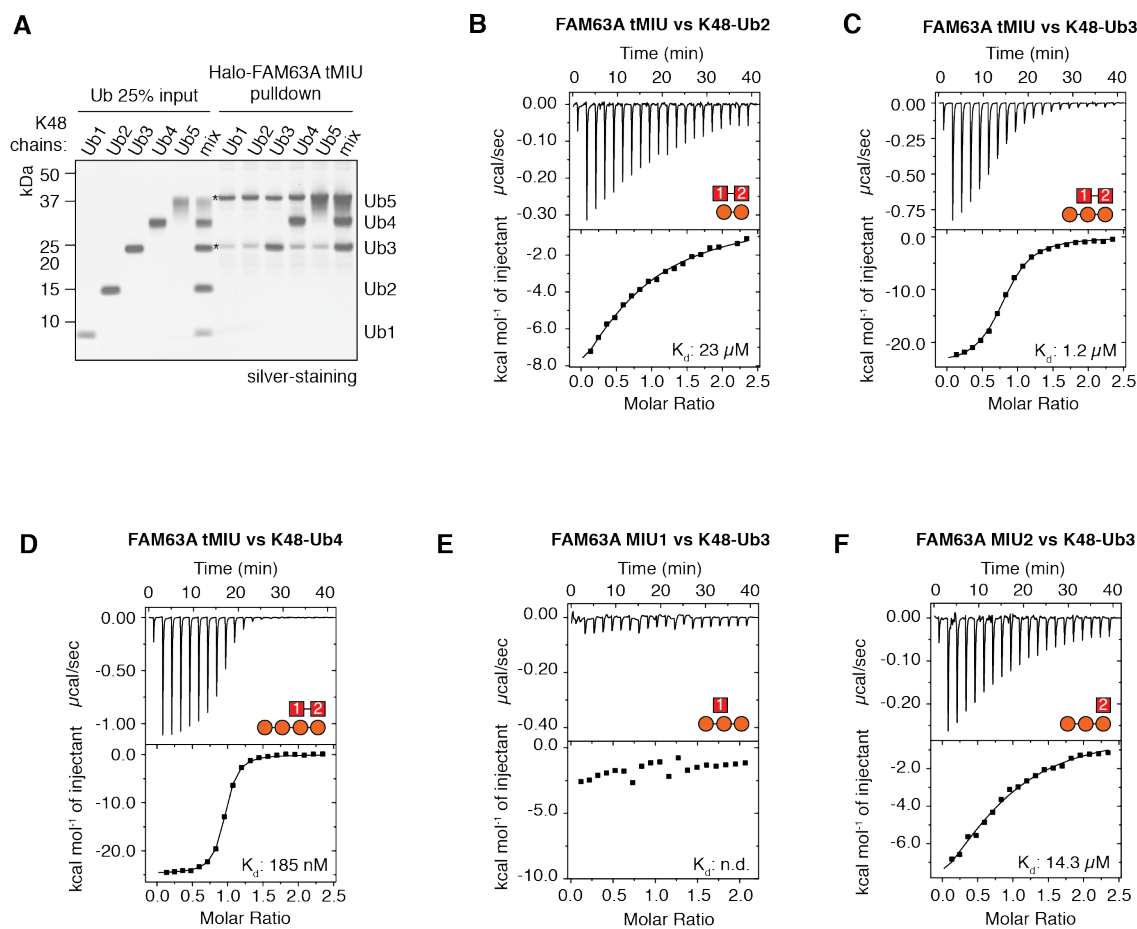 A
Halo-FAM63A tMIU
pulldown
Ub 25% input
K48
chains:
Ub1 Ub2 Ub3 Ub4 Ub5 mix Ub1 Ub2 Ub3 Ub4 Ub5 mix
kDa
50
37 * Ub5
Ub4
25 * Ub3
20
15 Ub2
10 Ub1
silver-staining
B
FAM63A tMIU vs K48-Ub2
Time (min)
0 10 20 30 40
0.00
-0.10
-0.20
-0.30
µcal/sec
1 2
-2.0
-4.0
-6.0
-8.0
kcal mol-1 of injectant
Kd: 23 µM
0.0 0.5 1.0 1.5 2.0 2.5
Molar Ratio
C
FAM63A tMIU vs K48-Ub3
Time (min)
0 10 20 30 40
0.00
-0.25
-0.50
-0.75
µcal/sec
1 2
0.0
-10.0
-20.0
kcal mol-1 of injectant
Kd: 1.2 µM
0.0 0.5 1.0 1.5 2.0 2.5
Molar Ratio
D
FAM63A tMIU vs K48-Ub4
Time (min)
0 10 20 30 40
0.00
-0.50
-1.00
µcal/sec
1 2
0.0
-10.0
-20.0
kcal mol-1 of injectant
Kd: 185 nM
0.0 0.5 1.0 1.5 2.0 2.5
Molar Ratio
E
FAM63A MIU1 vs K48-Ub3
Time (min)
0 10 20 30 40
0.00
-0.20
-0.40
µcal/sec
1
0.0
-5.0
-10.0
kcal mol-1 of injectant
Kd: n.d.
0.0 0.5 1.0 1.5 2.0
Molar Ratio
F
FAM63A MIU2 vs K48-Ub3
Time (min)
0 10 20 30 40
0.00
-0.10
-0.20
µcal/sec
2
-2.0
-4.0
-6.0
kcal mol-1 of injectant
Kd: 14.3 µM
0.0 0.5 1.0 1.5 2.0 2.5
Molar Ratio